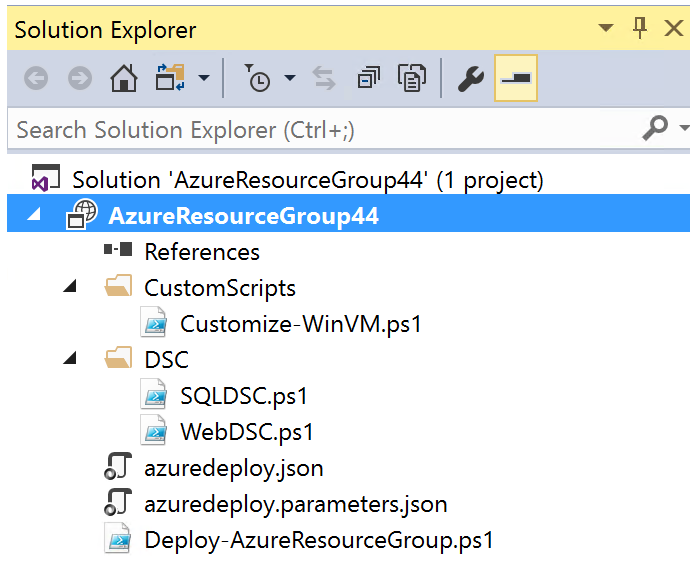 Solution Explorer
Search Solution Explorer (Ctrl+;)
Solution 'AzureResourceGroup44' (1 project)
AzureResourceGroup44
References
CustomScripts
Customize-WinVM.ps1
DSC
SQLDSC.ps1
WebDSC.ps1
azuredeploy.json
azuredeploy.parameters.json
Deploy-AzureResourceGroup.ps1